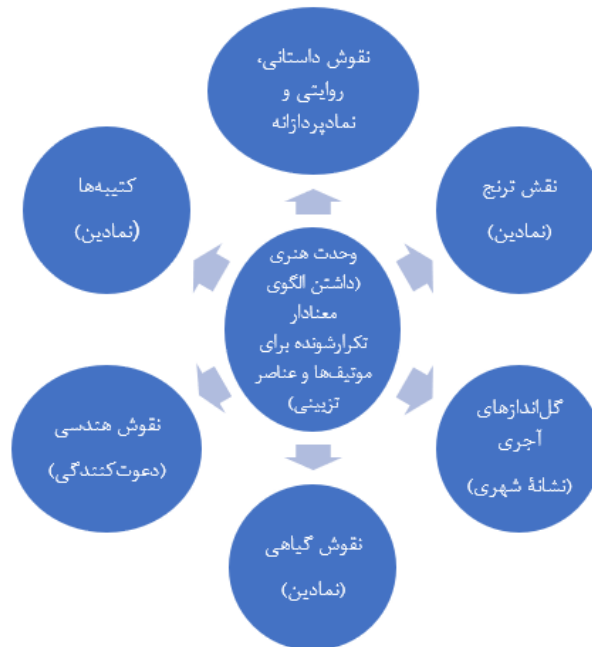 نقوش داستانی،
روایتی و
نمادپردازانه
نقش ترنج
(نمادین)
کتیبه‌ها
(نمادین)
وحدت هنری
(داشتن الگوی
معنادار
تکرارشونده برای
موتیف‌ها و عناصر
تزیینی)
گل‌اندازهای
آجری
(نشانهٔ شهری)
نقوش هندسی
(دعوت‌کنندگی)
نقوش گیاهی
(نمادین)